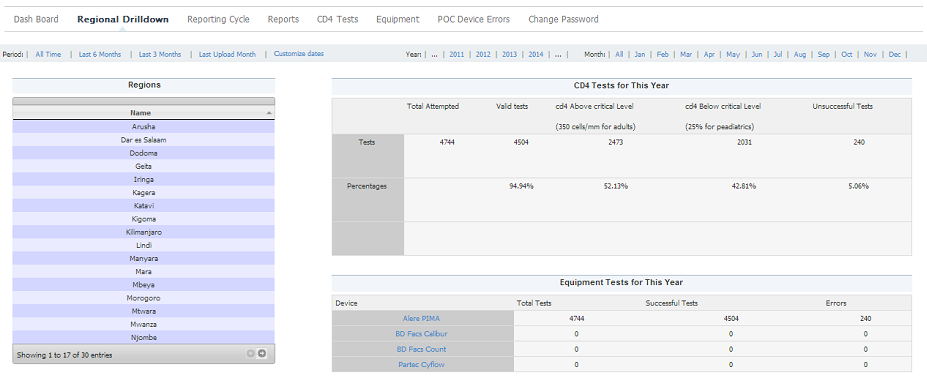 Dash Board Regional Drilldown Reporting Cycle Reports CD4 Tests Equipment POC Device Errors Change Password
Period: | All Time | Last 6 Months | Last 3 Months | Last Upload Month | Customize dates Year: | ... | 2011 | 2012 | 2013 | 2014 | ... | Month: | All | Jan | Feb | Mar | Apr | May | Jun | Jul | Aug | Sep | Oct | Nov | Dec |
Regions
Name
Arusha
Dar es Salaam
Dodoma
Geita
Iringa
Kagera
Katavi
Kigoma
Kilimanjaro
Lindi
Manyara
Mara
Mbeya
Morogoro
Mtwara
Mwanza
Njombe
Showing 1 to 17 of 30 entries
CD4 Tests for This Year
Total Attempted Valid tests cd4 Above critical Level cd4 Below critical Level Unsuccessful Tests
(350 cells/mm for adults) (25% for peadiatrics)
Tests 4744 4504 2473 2031 240
Percentages 94.94% 52.13% 42.81% 5.06%
Equipment Tests for This Year
Device Total Tests Successful Tests Errors
Alere PIMA 4744 4504 240
BD Facs Calibur 0 0 0
BD Facs Count 0 0 0
Partec Cyflow 0 0 0